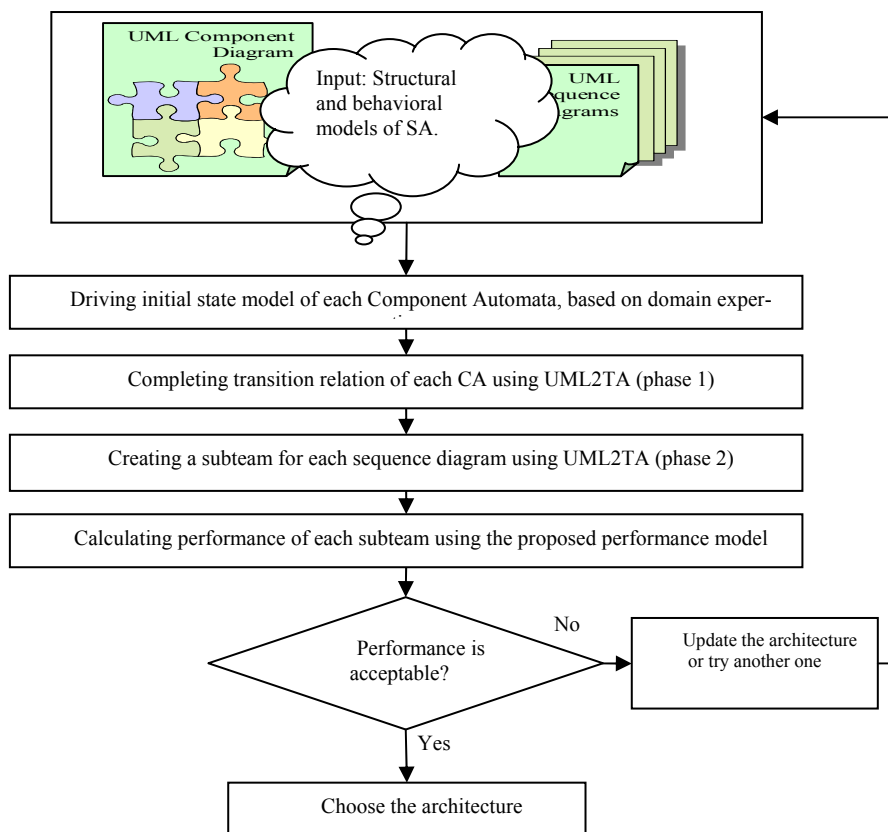 UML Component
Diagram
Input: Structural
and behavioral
models of SA.
UML
quence
grams
Driving initial state model of each Component Automata, based on domain exper-
Completing transition relation of each CA using UML2TA (phase 1)
Creating a subteam for each sequence diagram using UML2TA (phase 2)
Calculating performance of each subteam using the proposed performance model
Performance is
acceptable?
No
Update the architecture
or try another one
Yes
Choose the architecture